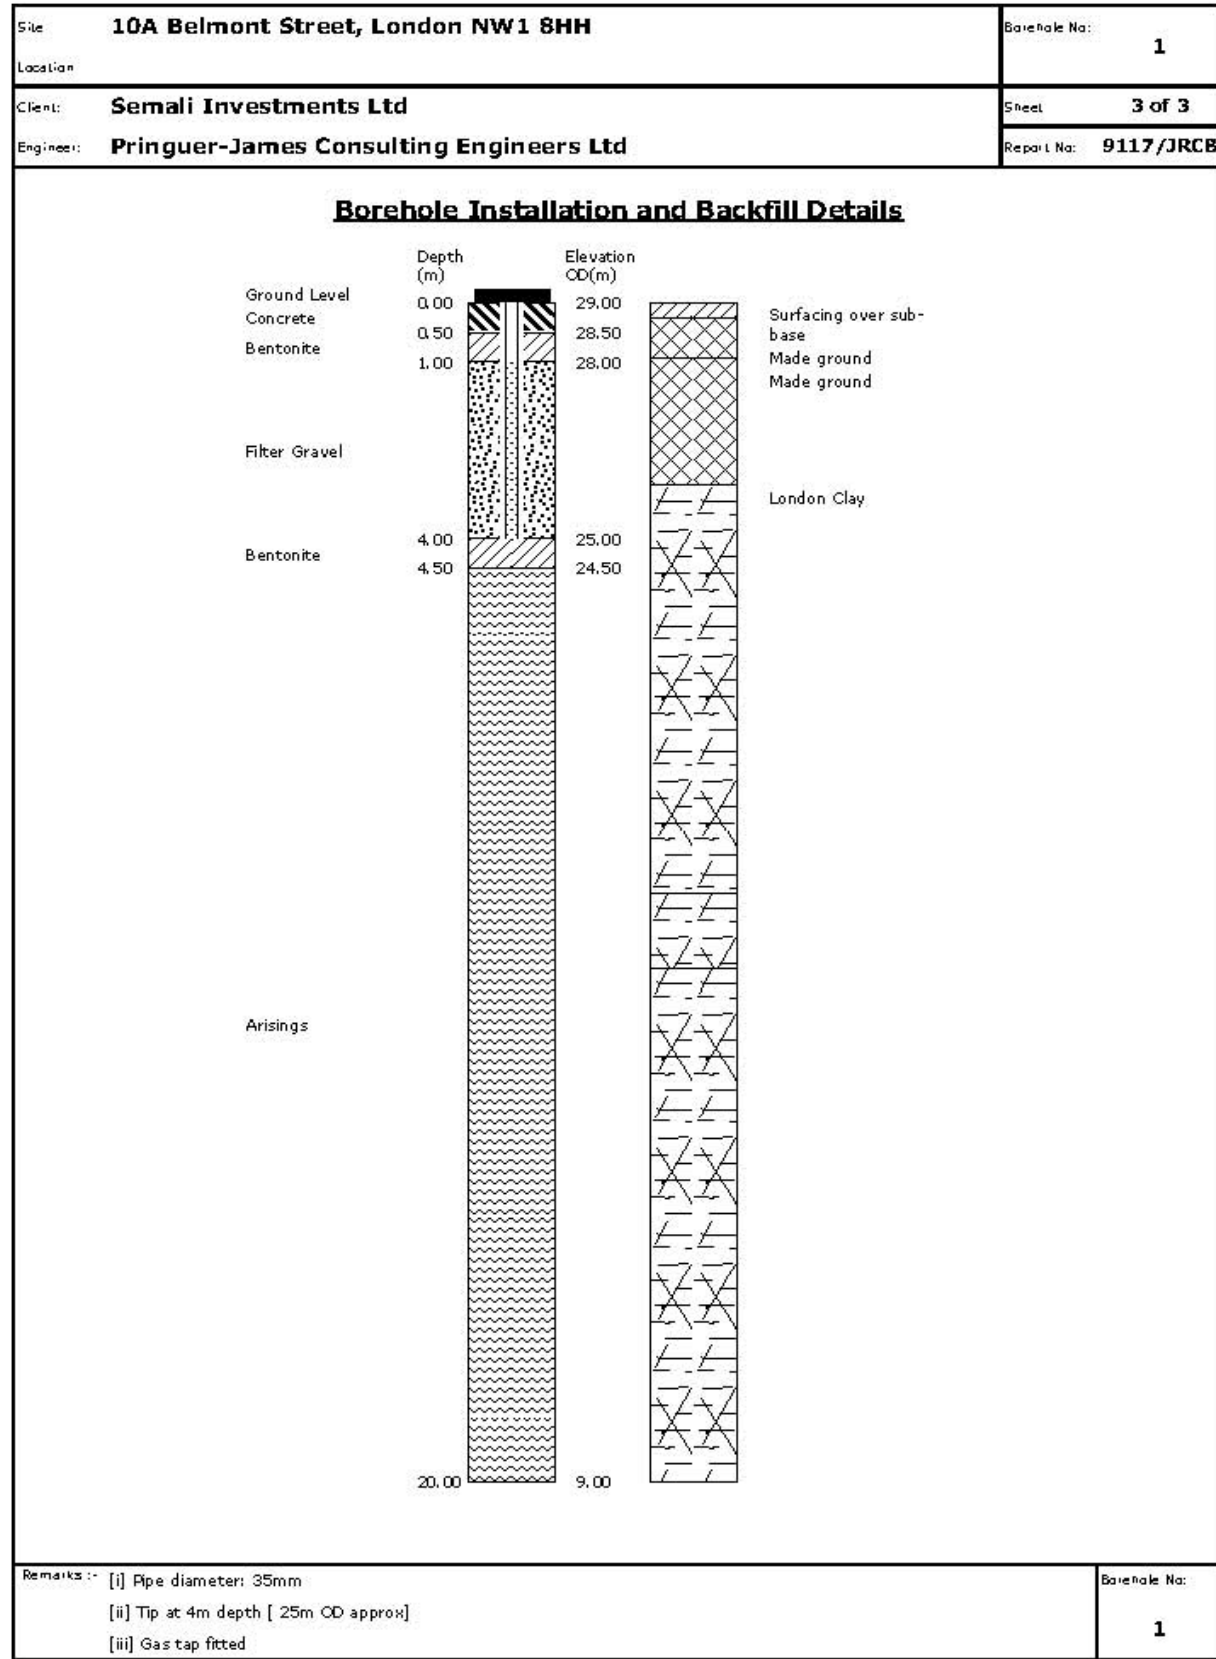 Site 10A Belmont Street, London NW1 8HH
Location
Borehole No:
1
Client: Semali Investments Ltd
Sheet 3 of 3
Engineer: Pringuer-James Consulting Engineers Ltd
Report No: 9117/JRCB
Borehole Installation and Backfill Details
Depth
(m)
Elevation
OD(m)
Ground Level 0.00 29.00
Surfacing over sub-
base
Concrete
0.50 28.50
Bentonite
Made ground
1.00 28.00
Made ground
Filter Gravel
London Clay
4.00 25.00
Bentonite
4.50 24.50
Arisings
20.00 9.00
Remarks :- [i] Pipe diameter: 35mm
[ii] Tip at 4m depth [ 25m OD approx]
[iii] Gas tap fitted
Borehole No:
1